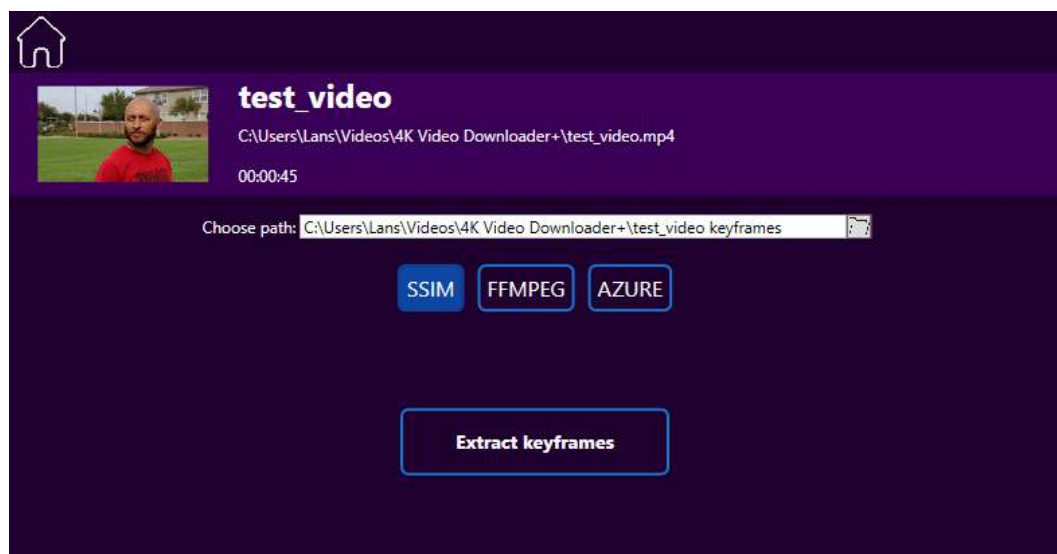 test_video
C:\Users\Lans\Videos\4K Video Downloader+\test_video.mp4
00:00:45
Choose path: C:\Users\Lans\Videos\4K Video Downloader+\test_video keyframes
SSIM FFMPEG AZURE
Extract keyframes